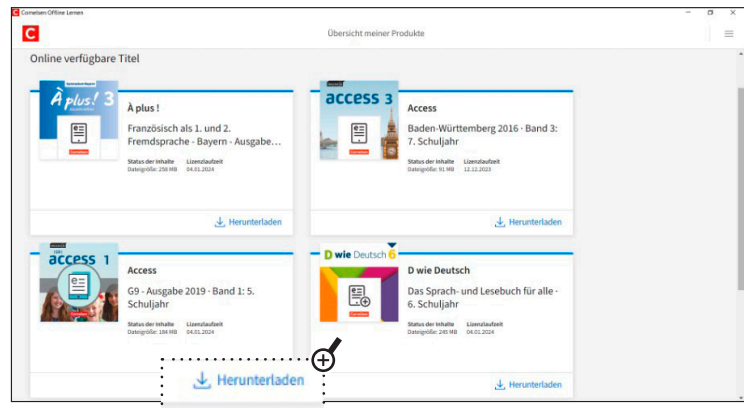 Cornelsen Offline Lernen
C
Übersicht meiner Produkte
Online verfügbare Titel
À plus! 3
À plus !
Französisch als 1. und 2.
Fremdsprache - Bayern - Ausgabe...
Status der Inhalte Lizenzlaufzeit
Dateigröße: 258 MB 04.01.2024
Herunterladen
access 3
Access
Baden-Württemberg 2016 · Band 3:
7. Schuljahr
Status der Inhalte Lizenzlaufzeit
Dateigröße: 91 MB 12.12.2023
Herunterladen
access 1
Access
G9 - Ausgabe 2019 · Band 1: 5.
Schuljahr
Status der Inhalte Lizenzlaufzeit
Dateigröße: 184 MB 04.01.2024
Herunterladen
D wie Deutsch 6
D wie Deutsch
Das Sprach- und Lesebuch für alle ·
6. Schuljahr
Status der Inhalte Lizenzlaufzeit
Dateigröße: 245 MB 04.01.2024
Herunterladen